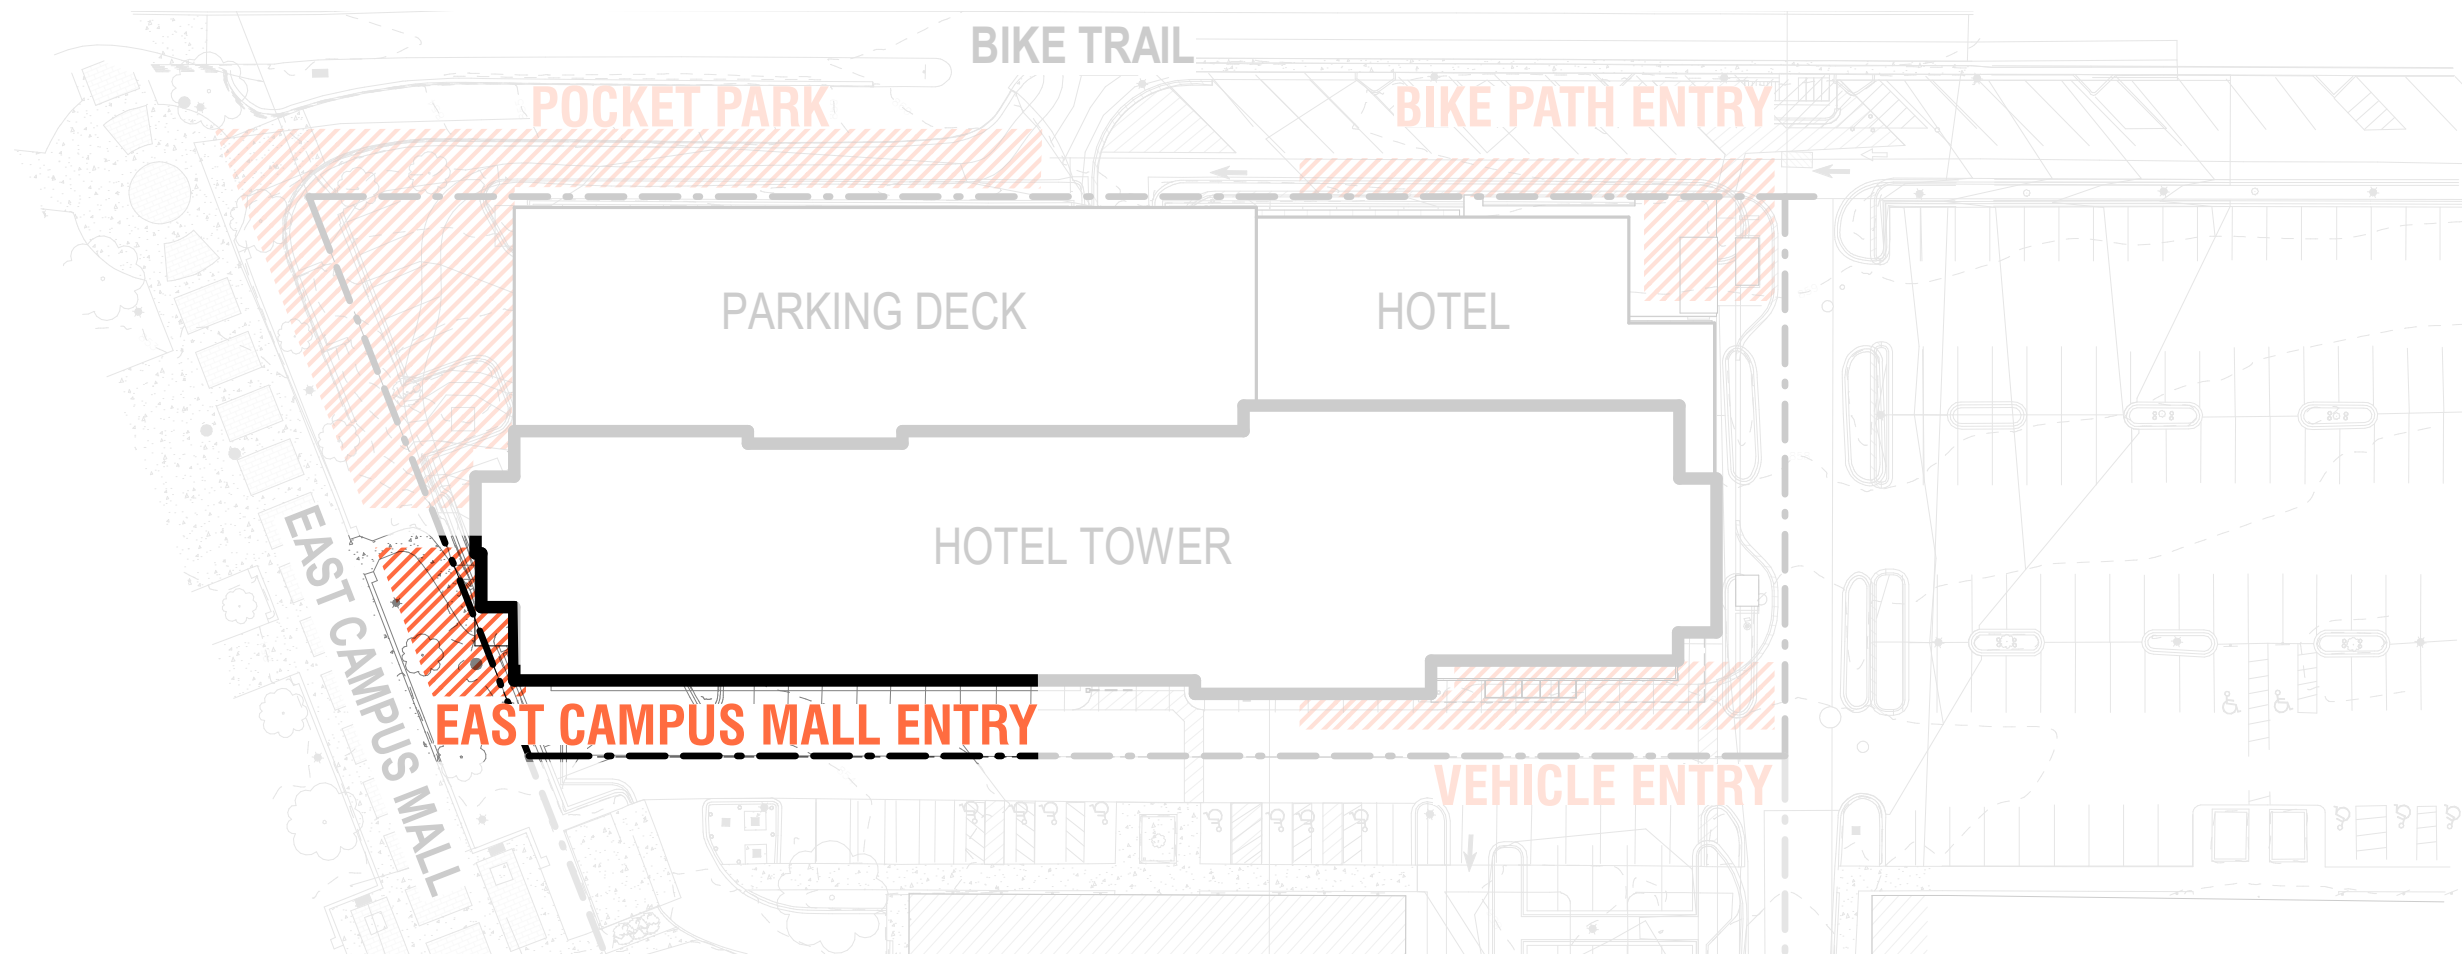 BIKE TRAIL
POCKET PARK
BIKE PATH ENTRY
PARKING DECK
HOTEL
HOTEL TOWER
EAST CAMPUS MALL
EAST CAMPUS MALL ENTRY
VEHICLE ENTRY